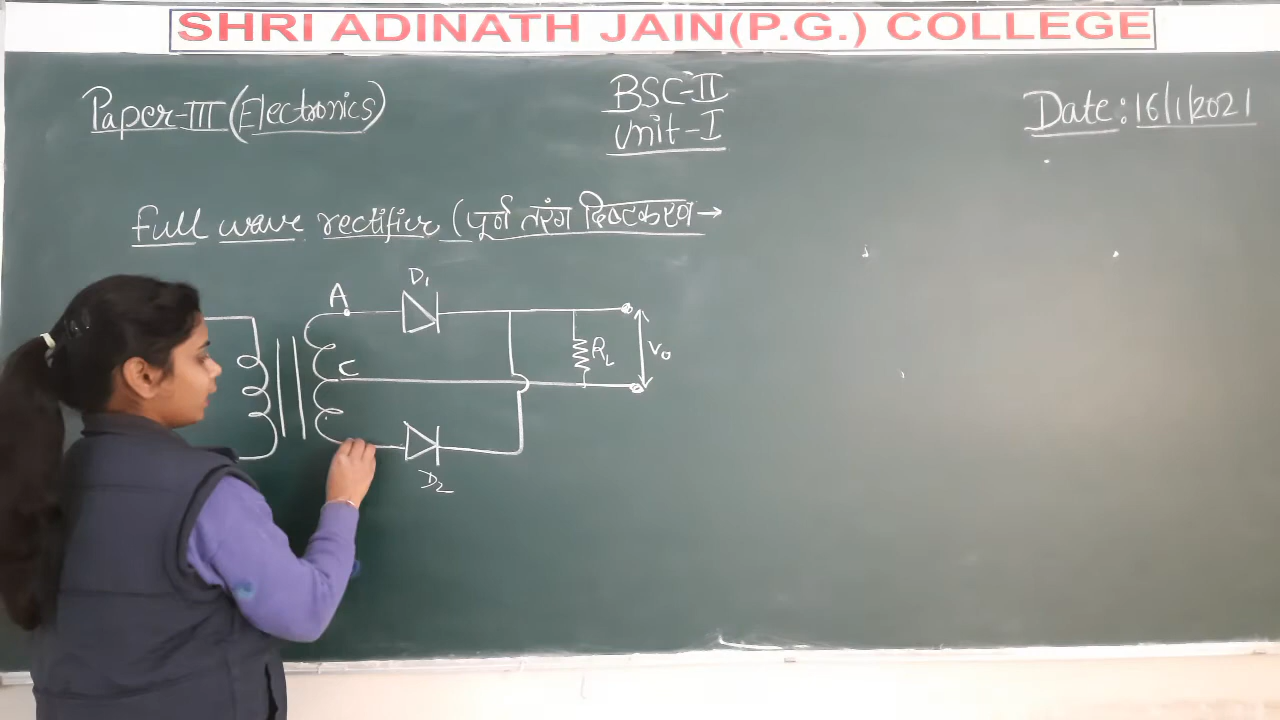 SHRI ADINATH JAIN(P.G.) COLLEGE
Paper-III (Electronics)
BSC-II
Unit-I
Date: 16/1/2021
Full wave rectifier (पूर्ण तरंग दिष्टकरण →
D₁
A
R_L
V₀
C
D₂